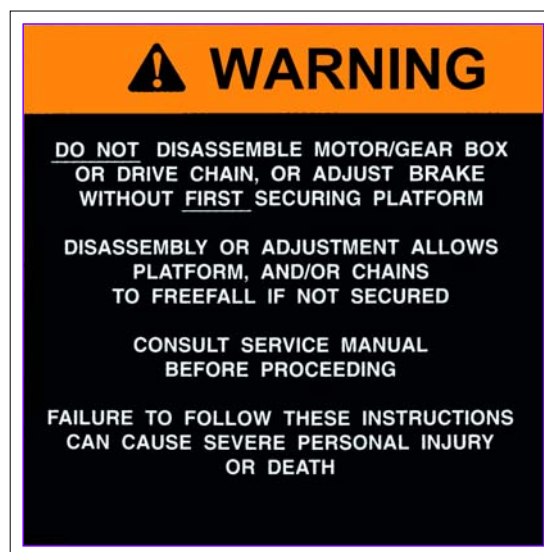 WARNING
DO NOT DISASSEMBLE MOTOR/GEAR BOX
OR DRIVE CHAIN, OR ADJUST BRAKE
WITHOUT FIRST SECURING PLATFORM
DISASSEMBLY OR ADJUSTMENT ALLOWS
PLATFORM, AND/OR CHAINS
TO FREEFALL IF NOT SECURED
CONSULT SERVICE MANUAL
BEFORE PROCEEDING
FAILURE TO FOLLOW THESE INSTRUCTIONS
CAN CAUSE SEVERE PERSONAL INJURY
OR DEATH